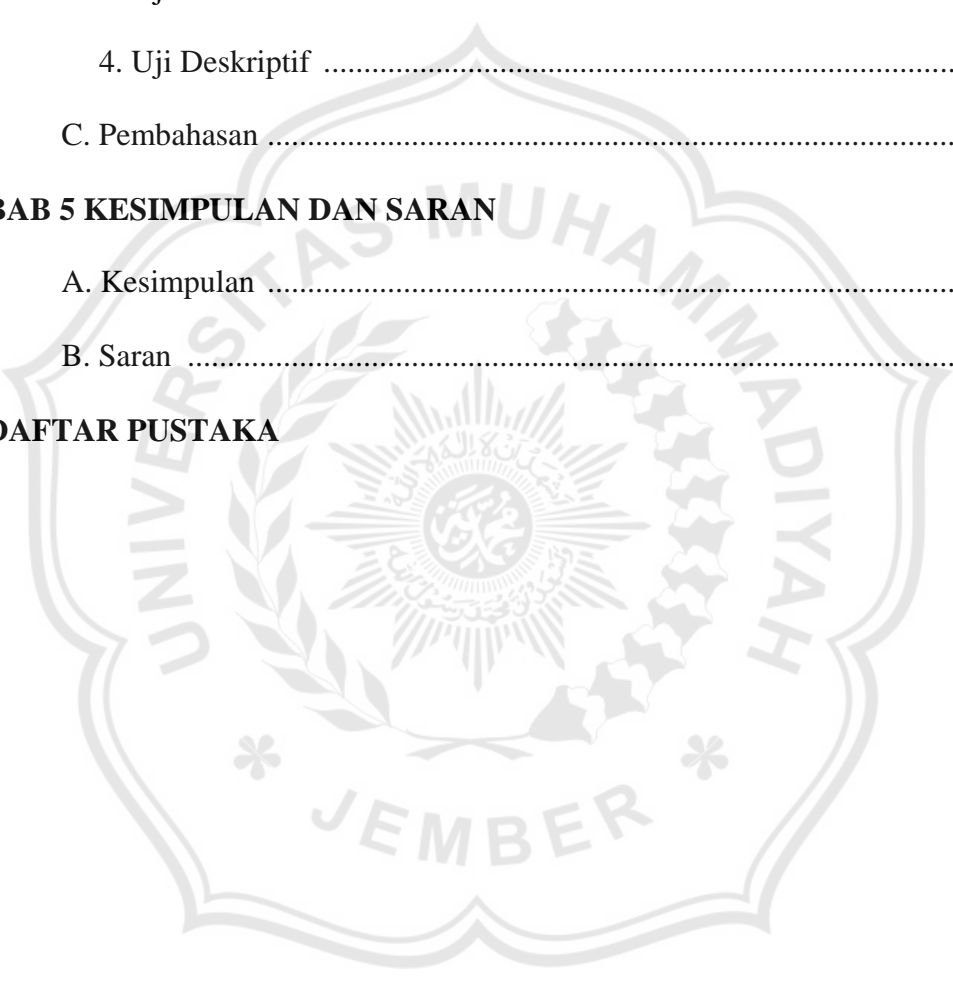 4. Uji Deskriptif ..............................................................................
C. Pembahasan .....................................................................................
BAB 5 KESIMPULAN DAN SARAN
A. Kesimpulan .....................................................................................
B. Saran ...............................................................................................
DAFTAR PUSTAKA
UNIVERSITAS MUHAMMADIYAH
JEMBER